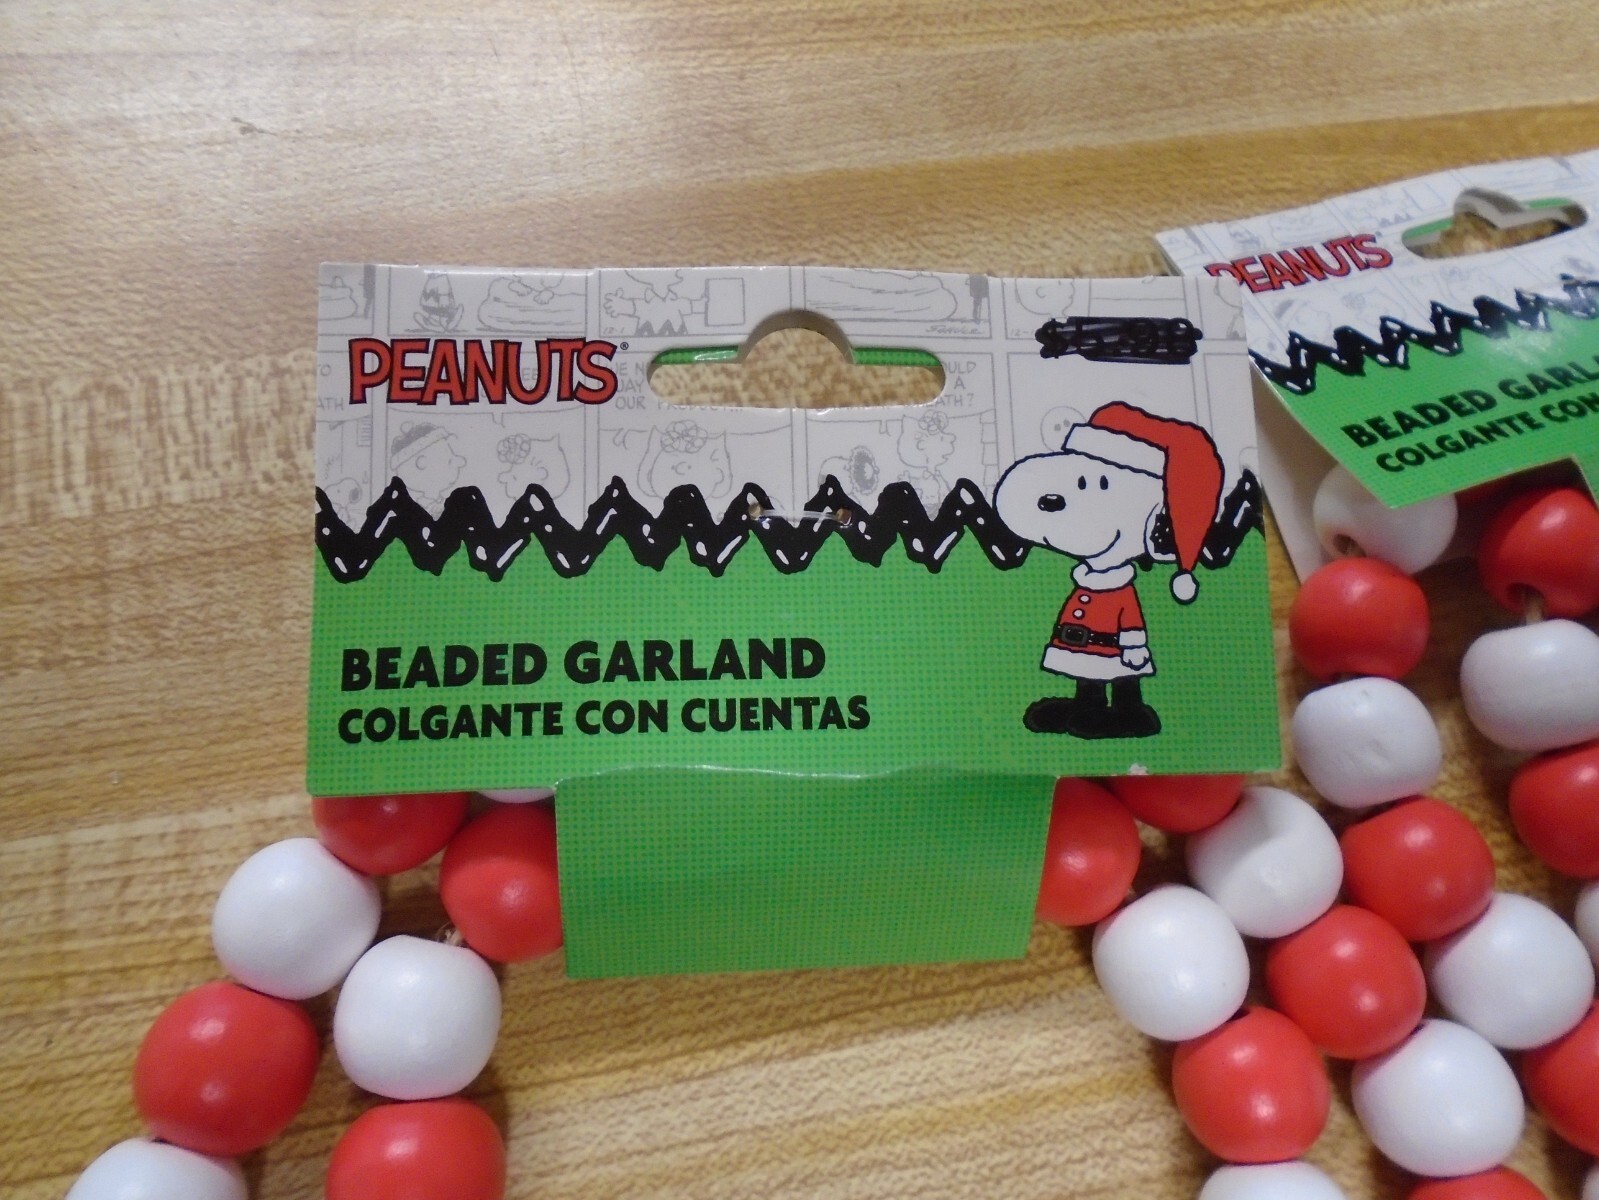 PEANUTS®
BEADED GARLAND
COLGANTE CON CUENTAS
PEANUTS
BEADED GARL
COLGANTE CON